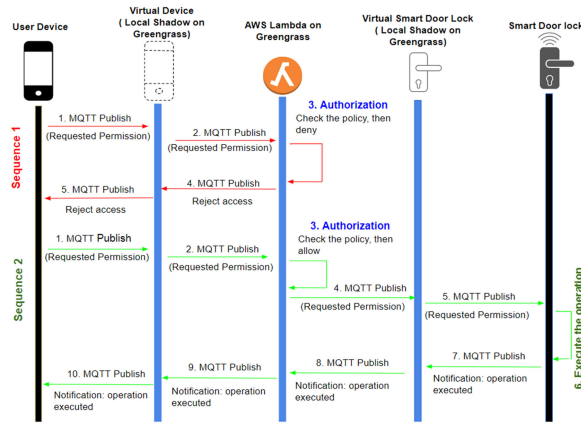 User Device
Virtual Device
( Local Shadow on
Greengrass)
AWS Lambda on
Greengrass
Virtual Smart Door Lock
( Local Shadow on
Greengrass)
Smart Door lock
Sequence 1
1. MQTT Publish
(Requested Permission)
2. MQTT Publish
(Requested Permission)
3. Authorization
Check the policy, then
deny
4. MQTT Publish
Reject access
5. MQTT Publish
Reject access
Sequence 2
1. MQTT Publish
(Requested Permission)
2. MQTT Publish
(Requested Permission)
3. Authorization
Check the policy, then
allow
4. MQTT Publish
(Requested Permission)
5. MQTT Publish
(Requested Permission)
6. Execute the operation
7. MQTT Publish
Notification: operation
executed
8. MQTT Publish
Notification: operation
executed
9. MQTT Publish
Notification: operation
executed
10. MQTT Publish
Notification: operation
executed